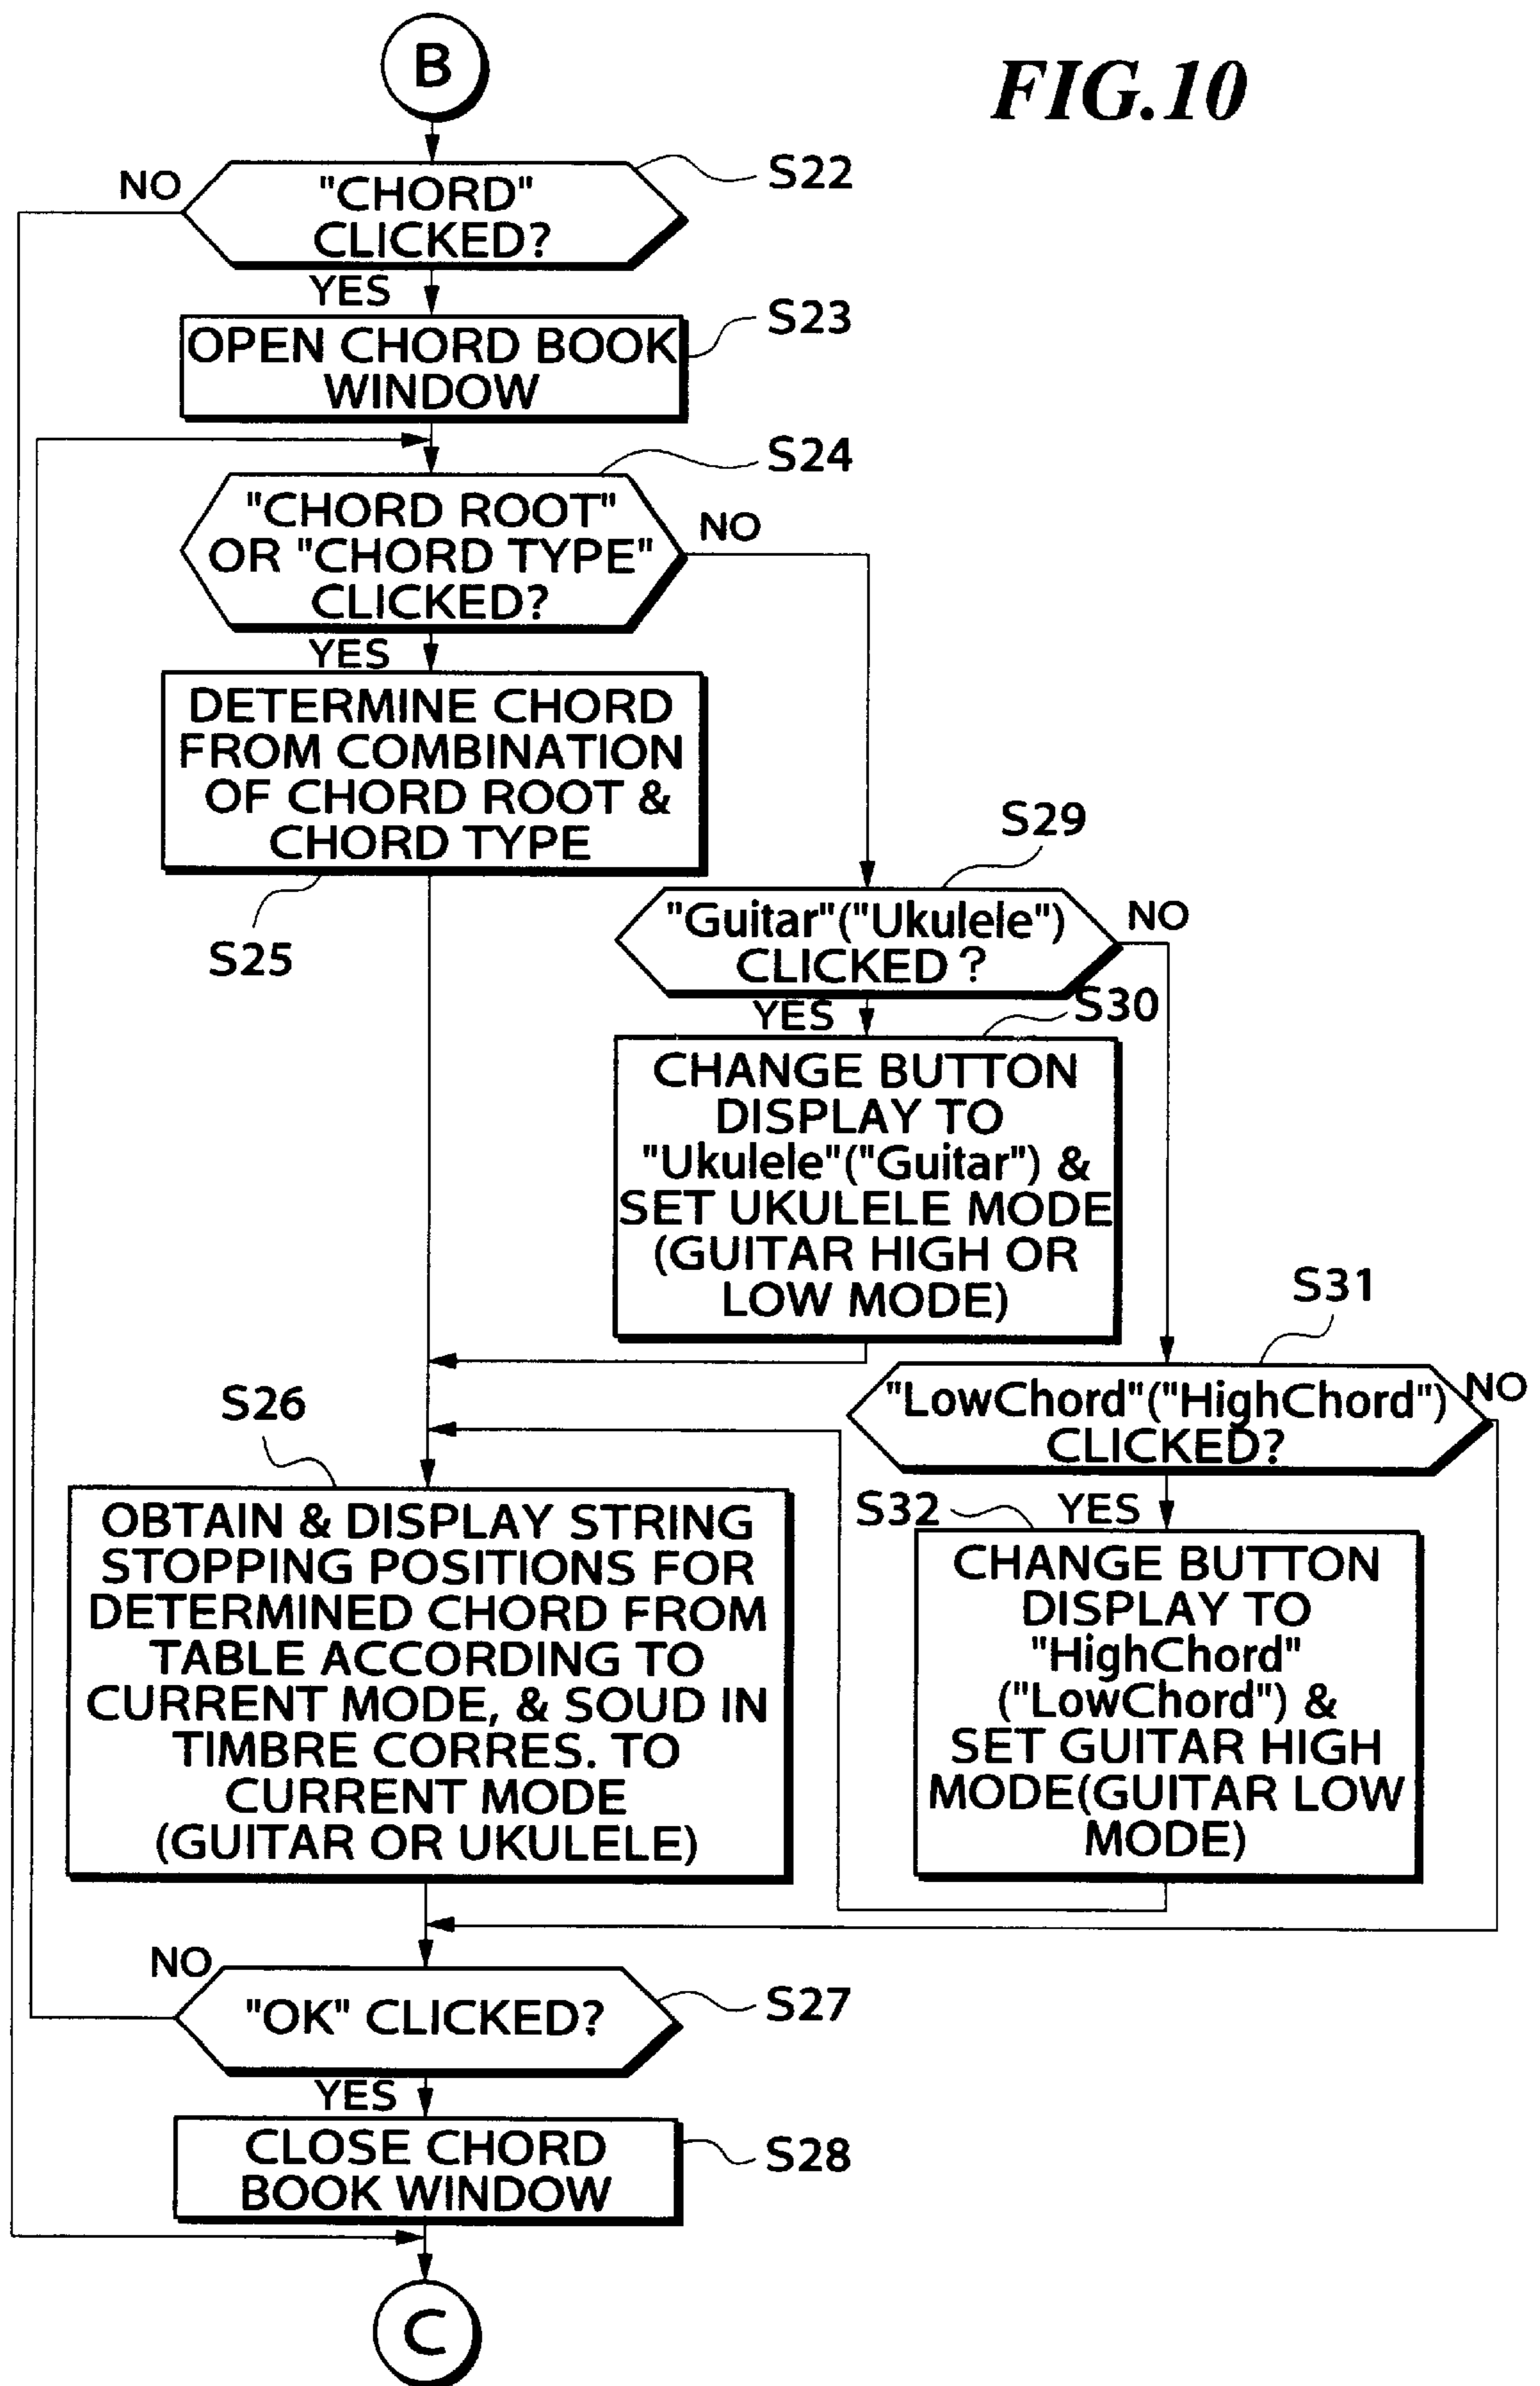 B
FIG.10
S22
NO
"CHORD"
CLICKED?
YES
S23
OPEN CHORD BOOK
WINDOW
S24
"CHORD ROOT"
OR "CHORD TYPE"
CLICKED?
NO
YES
DETERMINE CHORD
FROM COMBINATION
OF CHORD ROOT &
CHORD TYPE
S25
S29
"Guitar"("Ukulele")
CLICKED?
NO
YES
S30
CHANGE BUTTON
DISPLAY TO
"Ukulele"("Guitar") &
SET UKULELE MODE
(GUITAR HIGH OR
LOW MODE)
S31
"LowChord"("HighChord")
CLICKED?
NO
YES
S32
CHANGE BUTTON
DISPLAY TO
"HighChord"
("LowChord") &
SET GUITAR HIGH
MODE(GUITAR LOW
MODE)
S26
OBTAIN & DISPLAY STRING
STOPPING POSITIONS FOR
DETERMINED CHORD FROM
TABLE ACCORDING TO
CURRENT MODE, & SOUD IN
TIMBRE CORRES. TO
CURRENT MODE
(GUITAR OR UKULELE)
NO
"OK" CLICKED?
S27
YES
CLOSE CHORD
BOOK WINDOW
S28
C